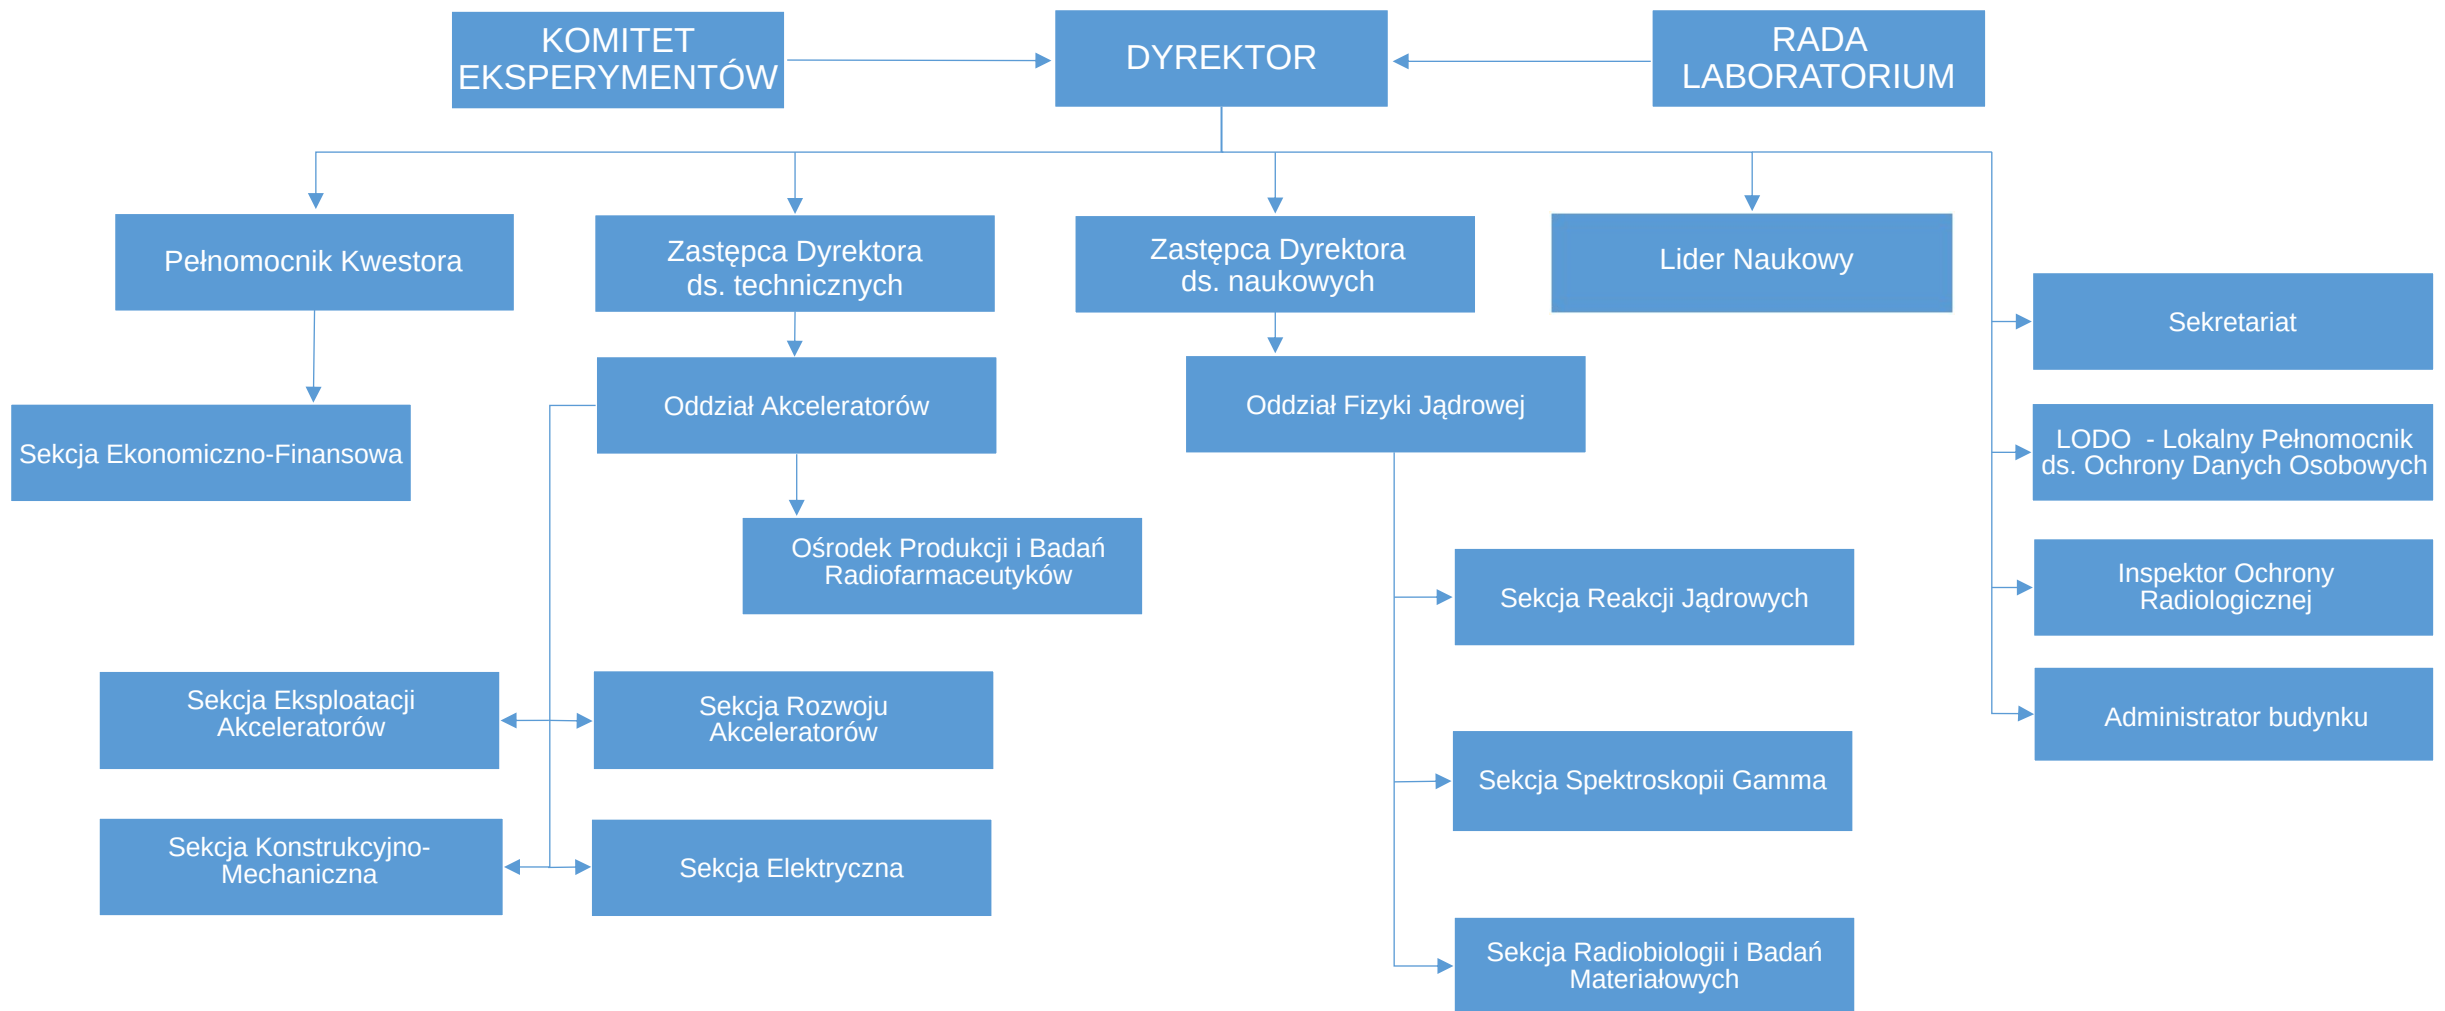 KOMITET
EKSPERYMENTÓW
DYREKTOR
RADA
LABORATORIUM
Pełnomocnik Kwestora
Zastępca Dyrektora
ds. technicznych
Zastępca Dyrektora
ds. naukowych
Lider Naukowy
Sekretariat
Oddział Akceleratorów
Oddział Fizyki Jądrowej
Sekcja Ekonomiczno-Finansowa
LODO  - Lokalny Pełnomocnik
ds. Ochrony Danych Osobowych
Ośrodek Produkcji i Badań
Radiofarmaceutyków
Sekcja Reakcji Jądrowych
Inspektor Ochrony
Radiologicznej
Sekcja Eksploatacji
Akceleratorów
Sekcja Rozwoju
Akceleratorów
Administrator budynku
Sekcja Spektroskopii Gamma
Sekcja Konstrukcyjno-
Mechaniczna
Sekcja Elektryczna
Sekcja Radiobiologii i Badań
Materiałowych